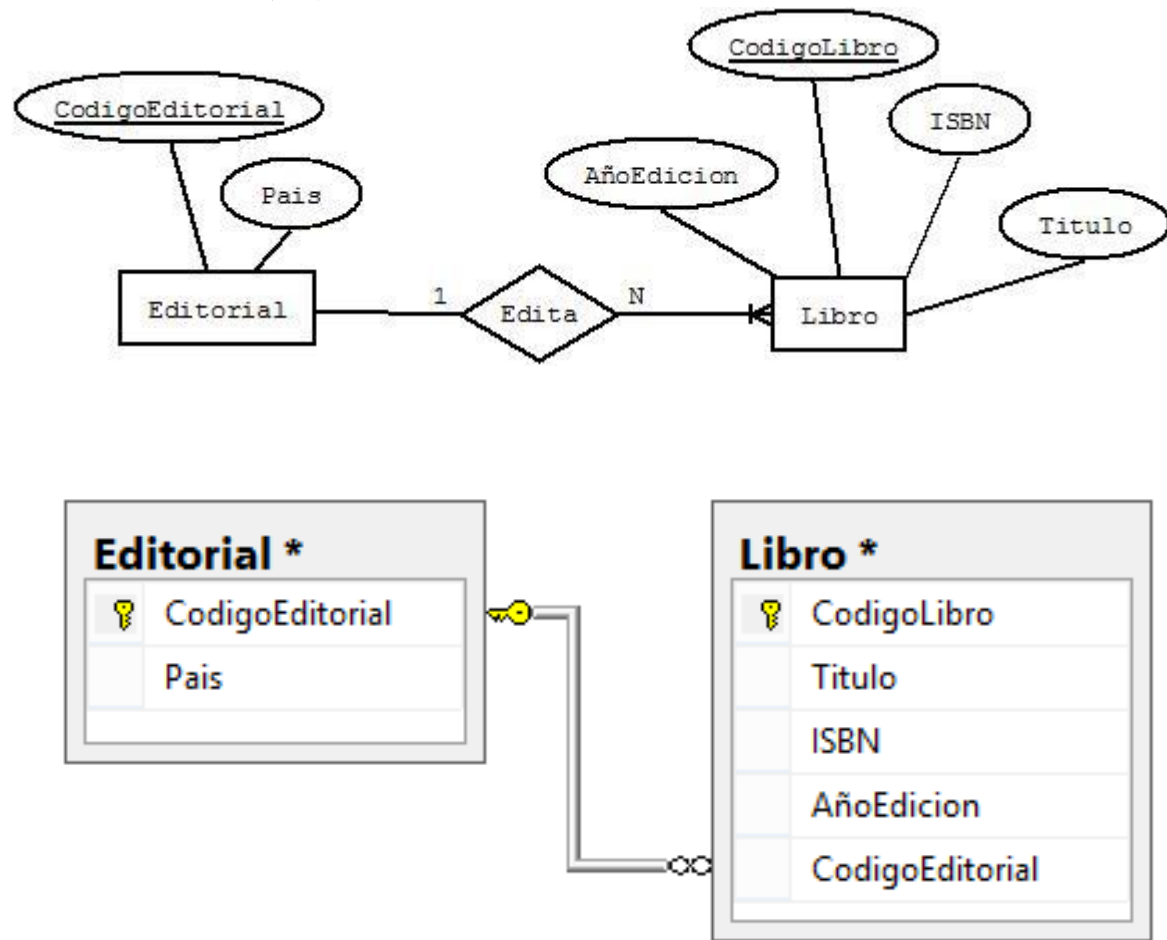 CodigoLibro
CodigoEditorial
ISBN
AñoEdicion
Pais
Titulo
Editorial
1
Edita
N
Libro
Editorial *
CodigoEditorial
Pais
Libro *
CodigoLibro
Titulo
ISBN
AñoEdicion
CodigoEditorial